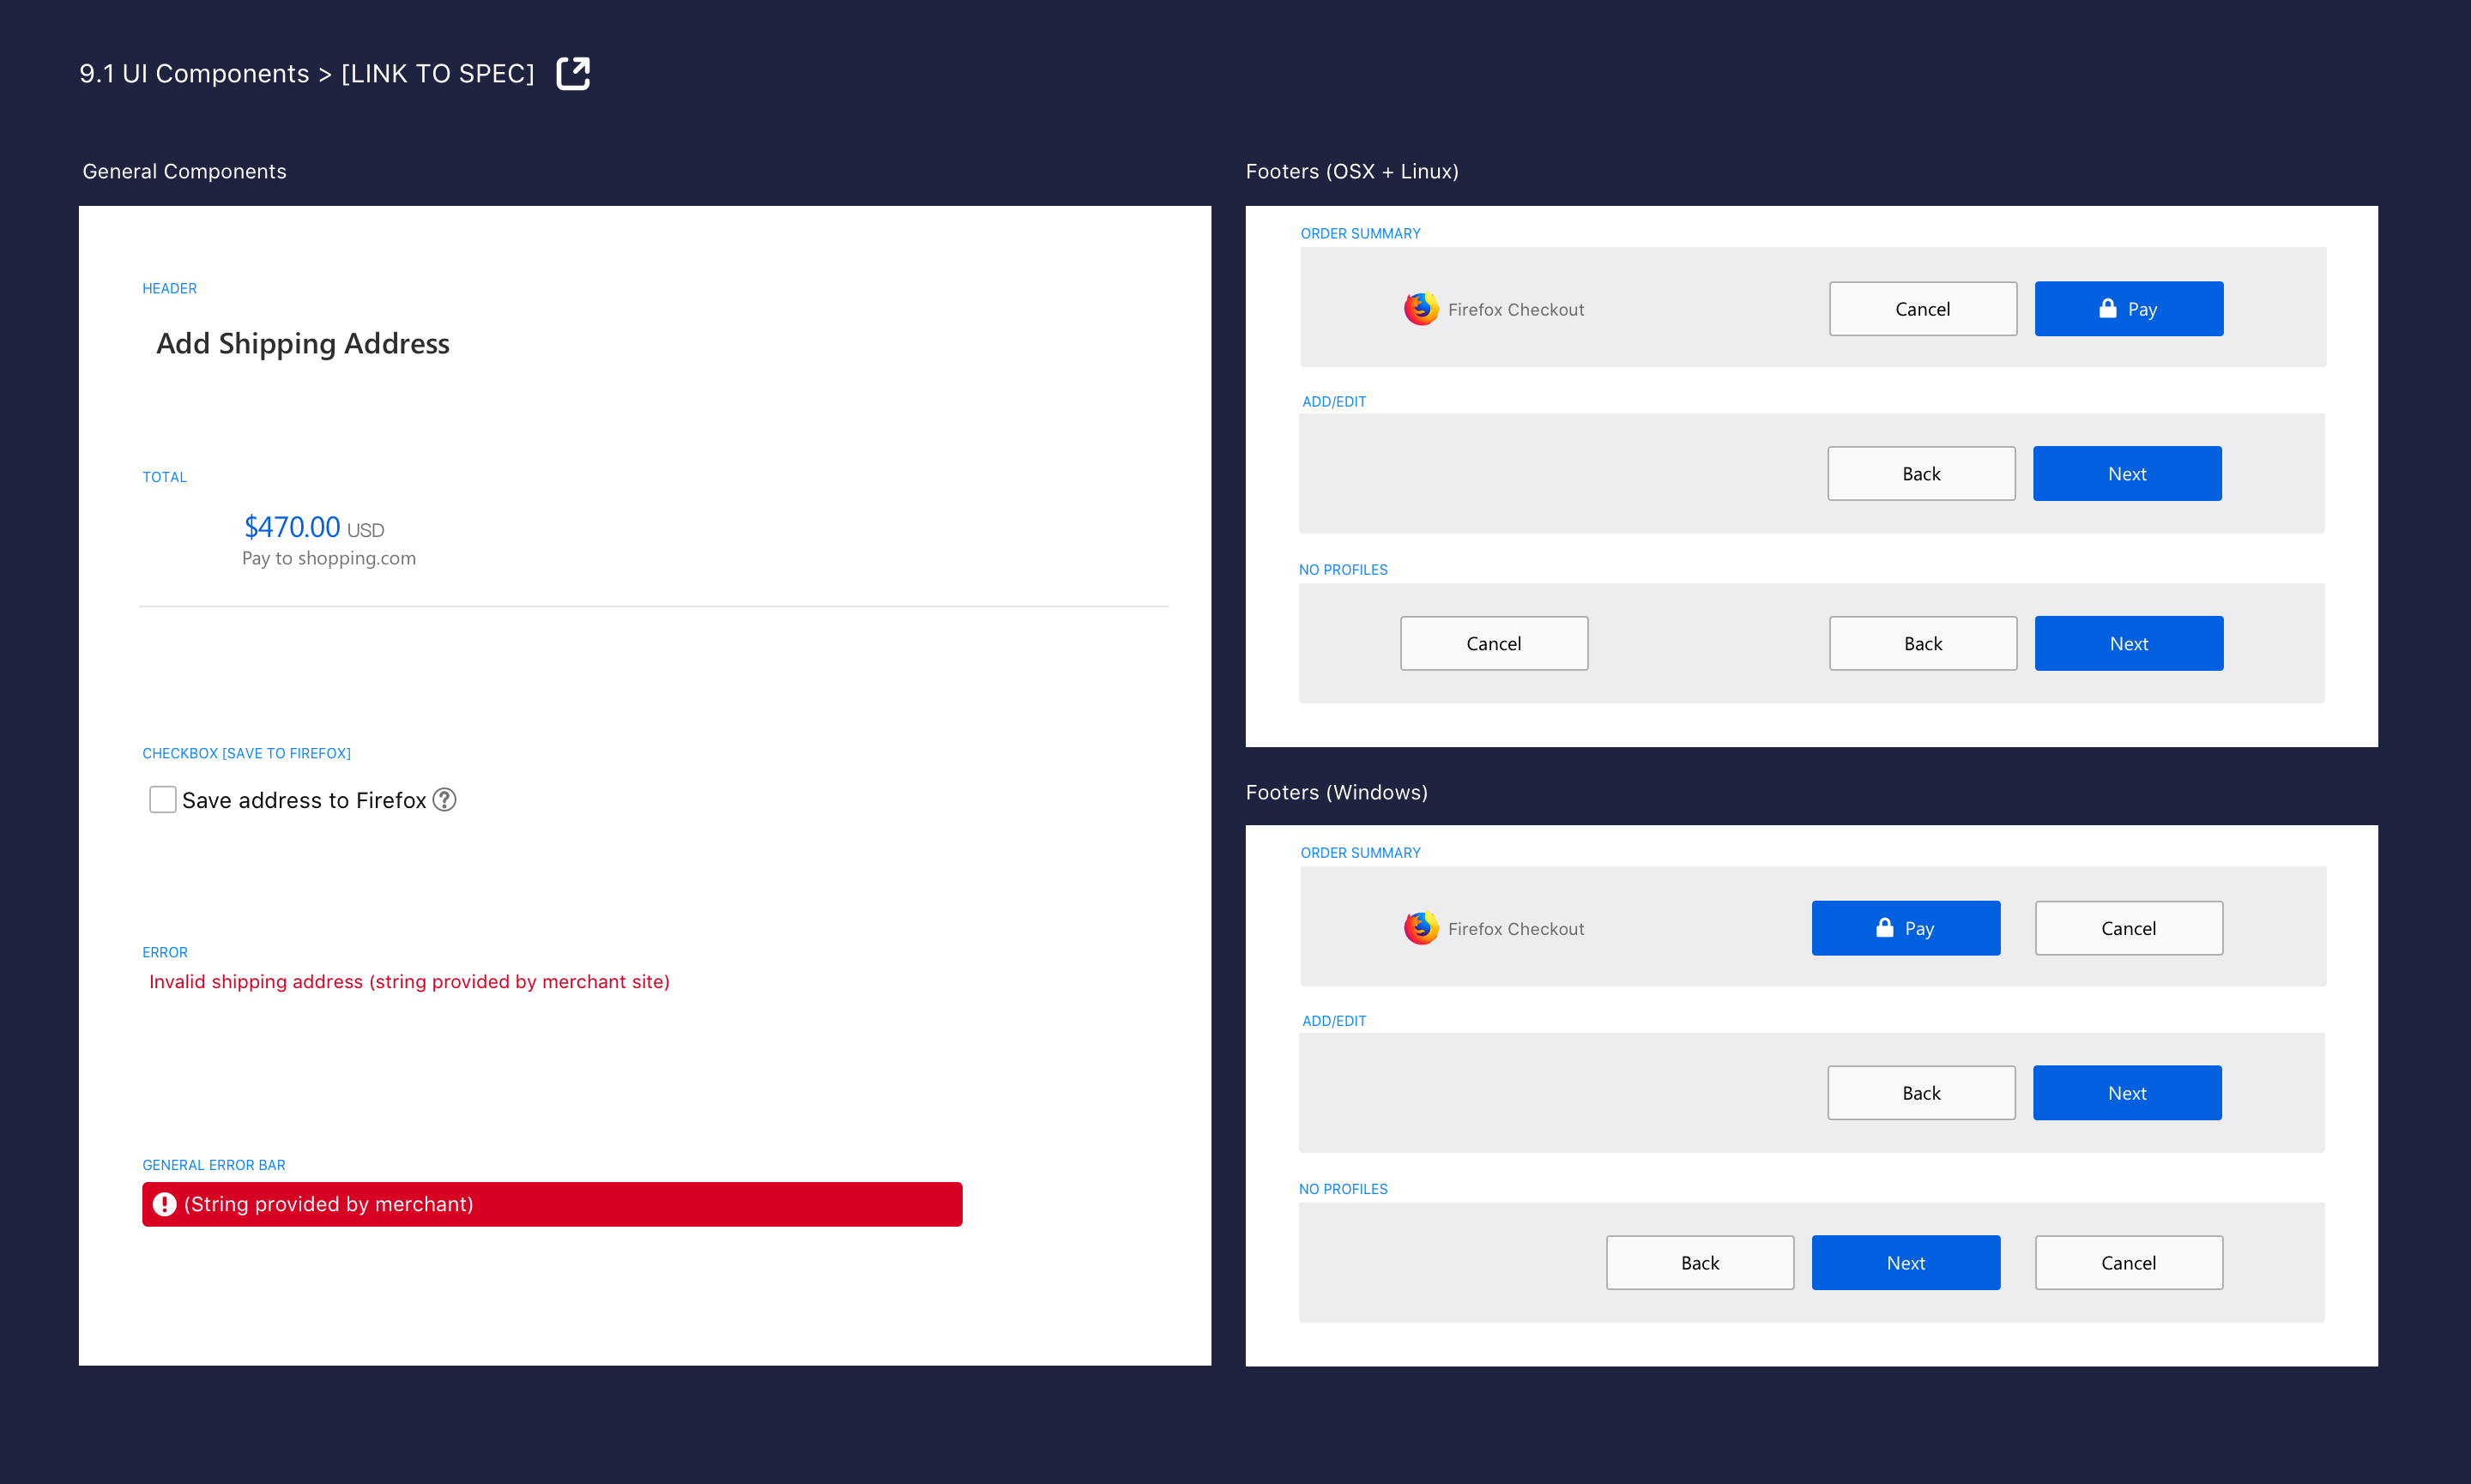 9.1 UI Components > [LINK TO SPEC]
General Components
HEADER
Add Shipping Address
TOTAL
$470.00 USD
Pay to shopping.com
CHECKBOX [SAVE TO FIREFOX]
Save address to Firefox ?
ERROR
Invalid shipping address (string provided by merchant site)
GENERAL ERROR BAR
(String provided by merchant)
Footers (OSX + Linux)
ORDER SUMMARY
Firefox Checkout Cancel Pay
ADD/EDIT
Back Next
NO PROFILES
Cancel Back Next
Footers (Windows)
ORDER SUMMARY
Firefox Checkout Pay Cancel
ADD/EDIT
Back Next
NO PROFILES
Back Next Cancel